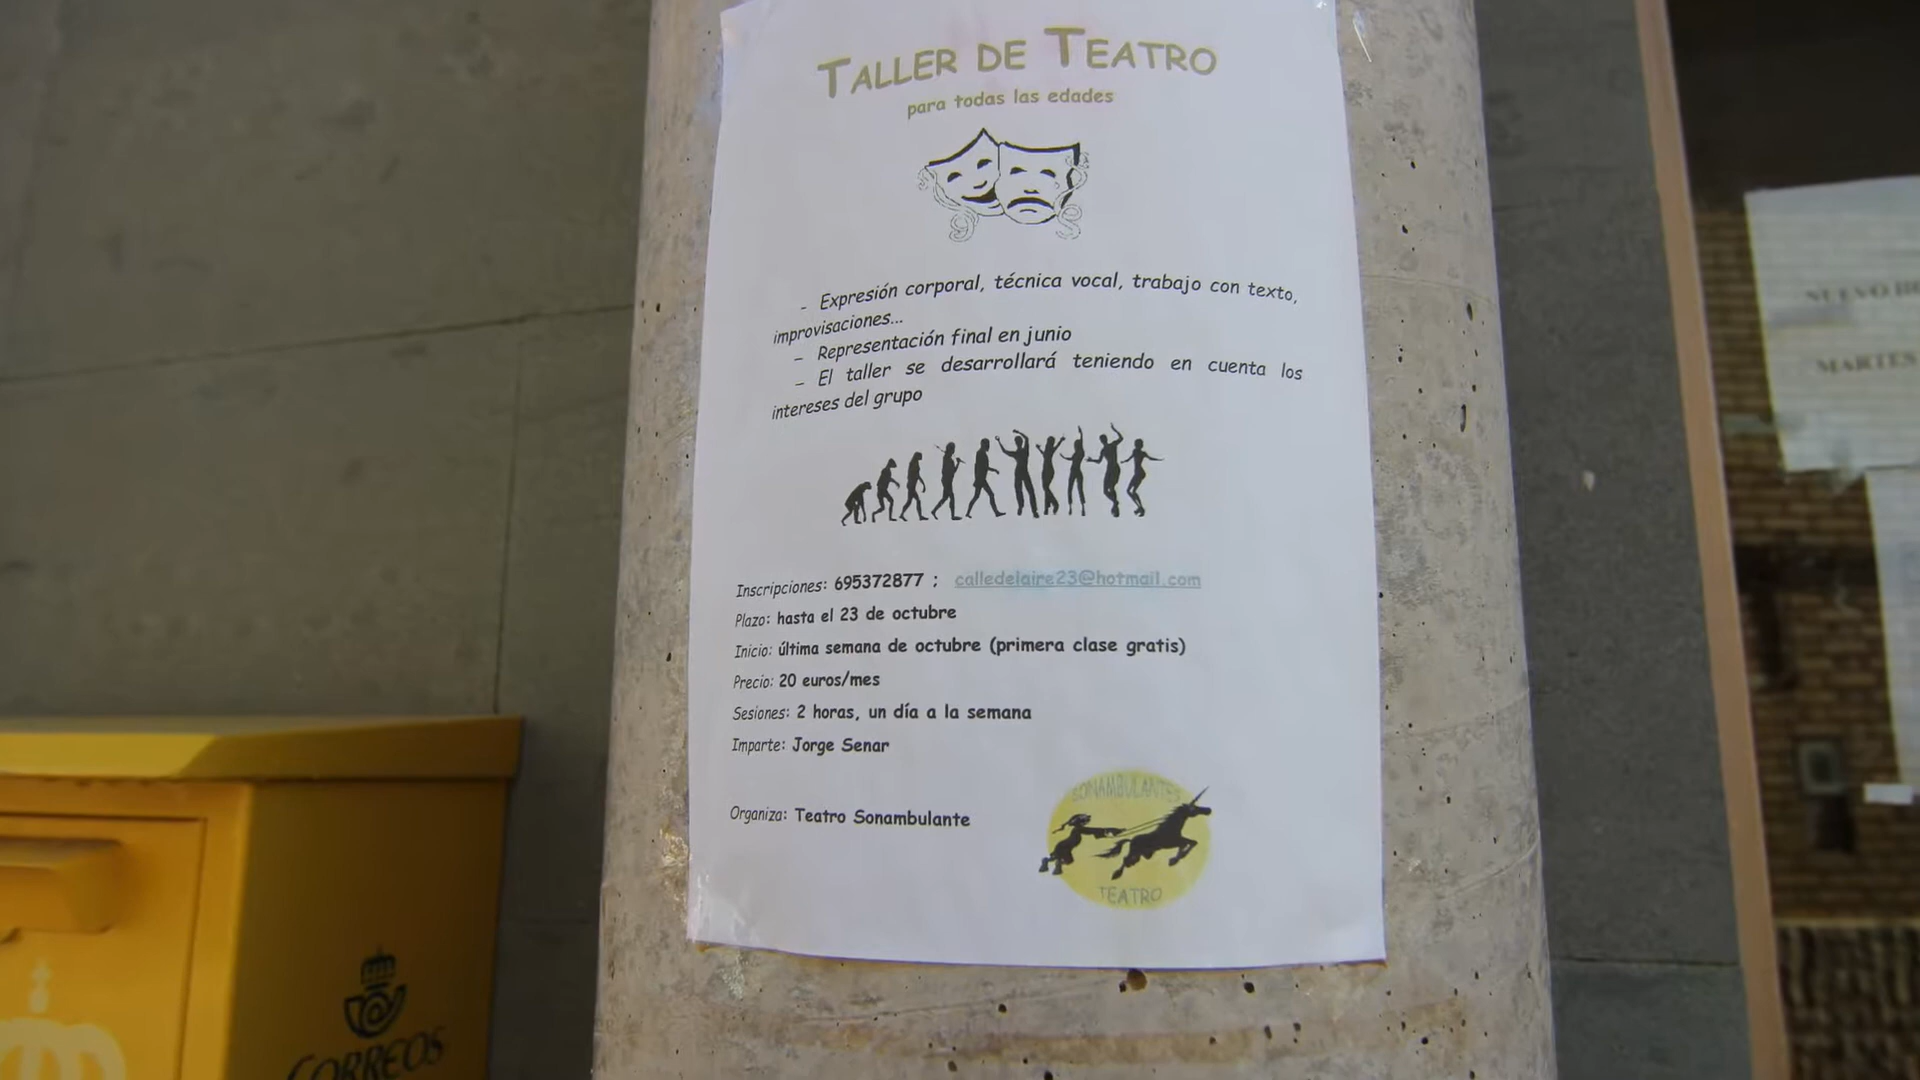 TALLER DE TEATRO
para todas las edades
- Expresión corporal, técnica vocal, trabajo con texto,
improvisaciones...
- Representación final en junio
- El taller se desarrollará teniendo en cuenta los
intereses del grupo
Inscripciones: 695372877 ; calledelaire23@hotmail.com
Plazo: hasta el 23 de octubre
Inicio: última semana de octubre (primera clase gratis)
Precio: 20 euros/mes
Sesiones: 2 horas, un día a la semana
Imparte: Jorge Senar
Organiza: Teatro Sonambulante
SONAMBULANTES
TEATRO
CORREOS
MARTES